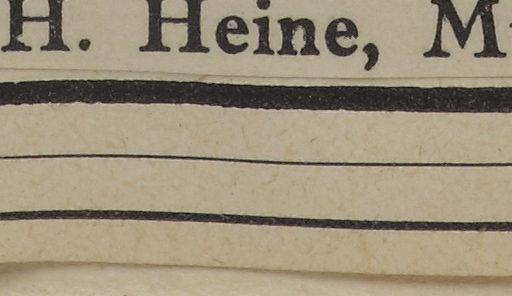 H. Heine, M